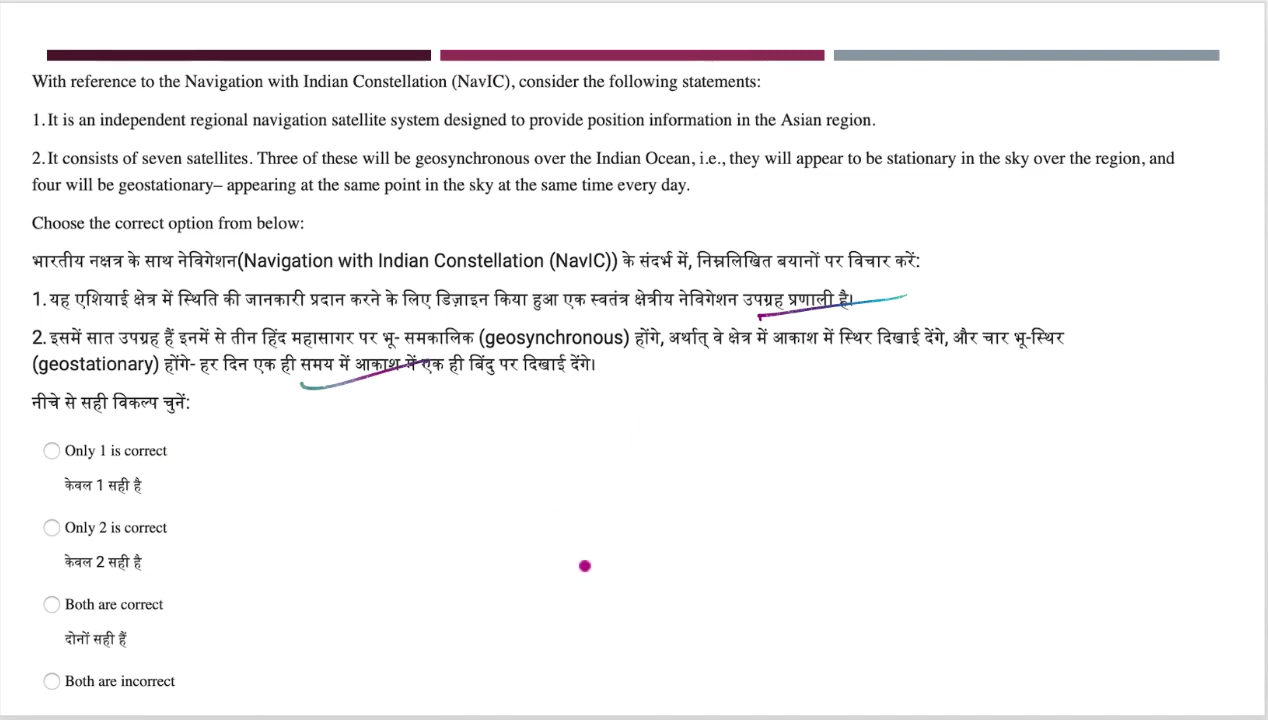 With reference to the Navigation with Indian Constellation (NavIC), consider the following statements:
1.It is an independent regional navigation satellite system designed to provide position information in the Asian region.
2.It consists of seven satellites. Three of these will be geosynchronous over the Indian Ocean, i.e., they will appear to be stationary in the sky over the region, and
four will be geostationary– appearing at the same point in the sky at the same time every day.
Choose the correct option from below:
भारतीय नक्षत्र के साथ नेविगेशन(Navigation with Indian Constellation (NavIC)) के संदर्भ में, निम्नलिखित बयानों पर विचार करें:
1. यह एशियाई क्षेत्र में स्थिति की जानकारी प्रदान करने के लिए डिज़ाइन किया हुआ एक स्वतंत्र क्षेत्रीय नेविगेशन उपग्रह प्रणाली है।
2. इसमें सात उपग्रह हैं इनमें से तीन हिंद महासागर पर भू- समकालिक (geosynchronous) होंगे, अर्थात् वे क्षेत्र में आकाश में स्थिर दिखाई देंगे, और चार भू-स्थिर
(geostationary) होंगे- हर दिन एक ही समय में आकाश में एक ही बिंदु पर दिखाई देंगे।
नीचे से सही विकल्प चुनें:
Only 1 is correct
केवल 1 सही है
Only 2 is correct
केवल 2 सही है
Both are correct
दोनों सही हैं
Both are incorrect